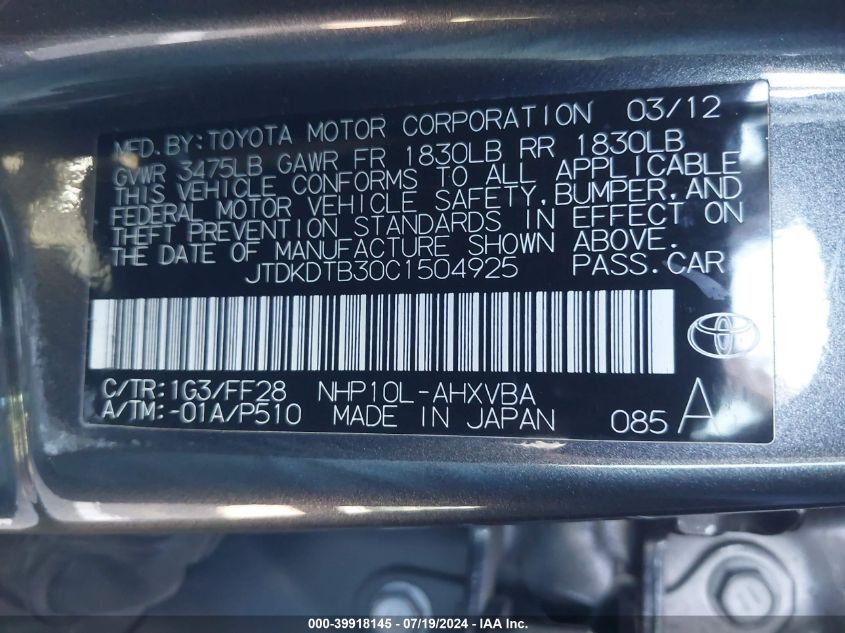 MFD.BY:TOYOTA MOTOR CORPORATION 03/12
GVWR 3475LB GAWR FR 1830LB RR 1830LB
THIS VEHICLE CONFORMS TO ALL APPLICABLE
FEDERAL MOTOR VEHICLE SAFETY,BUMPER,AND
THEFT PREVENTION STANDARDS IN EFFECT ON
THE DATE OF MANUFACTURE SHOWN ABOVE.
JTDKDTB30C1504925 PASS.CAR
C/TR:1G3/FF28 NHP10L-AHXVBA
A/TM:-01A/P510 MADE IN JAPAN 085 A
000-39918145 - 07/19/2024 - IAA Inc.